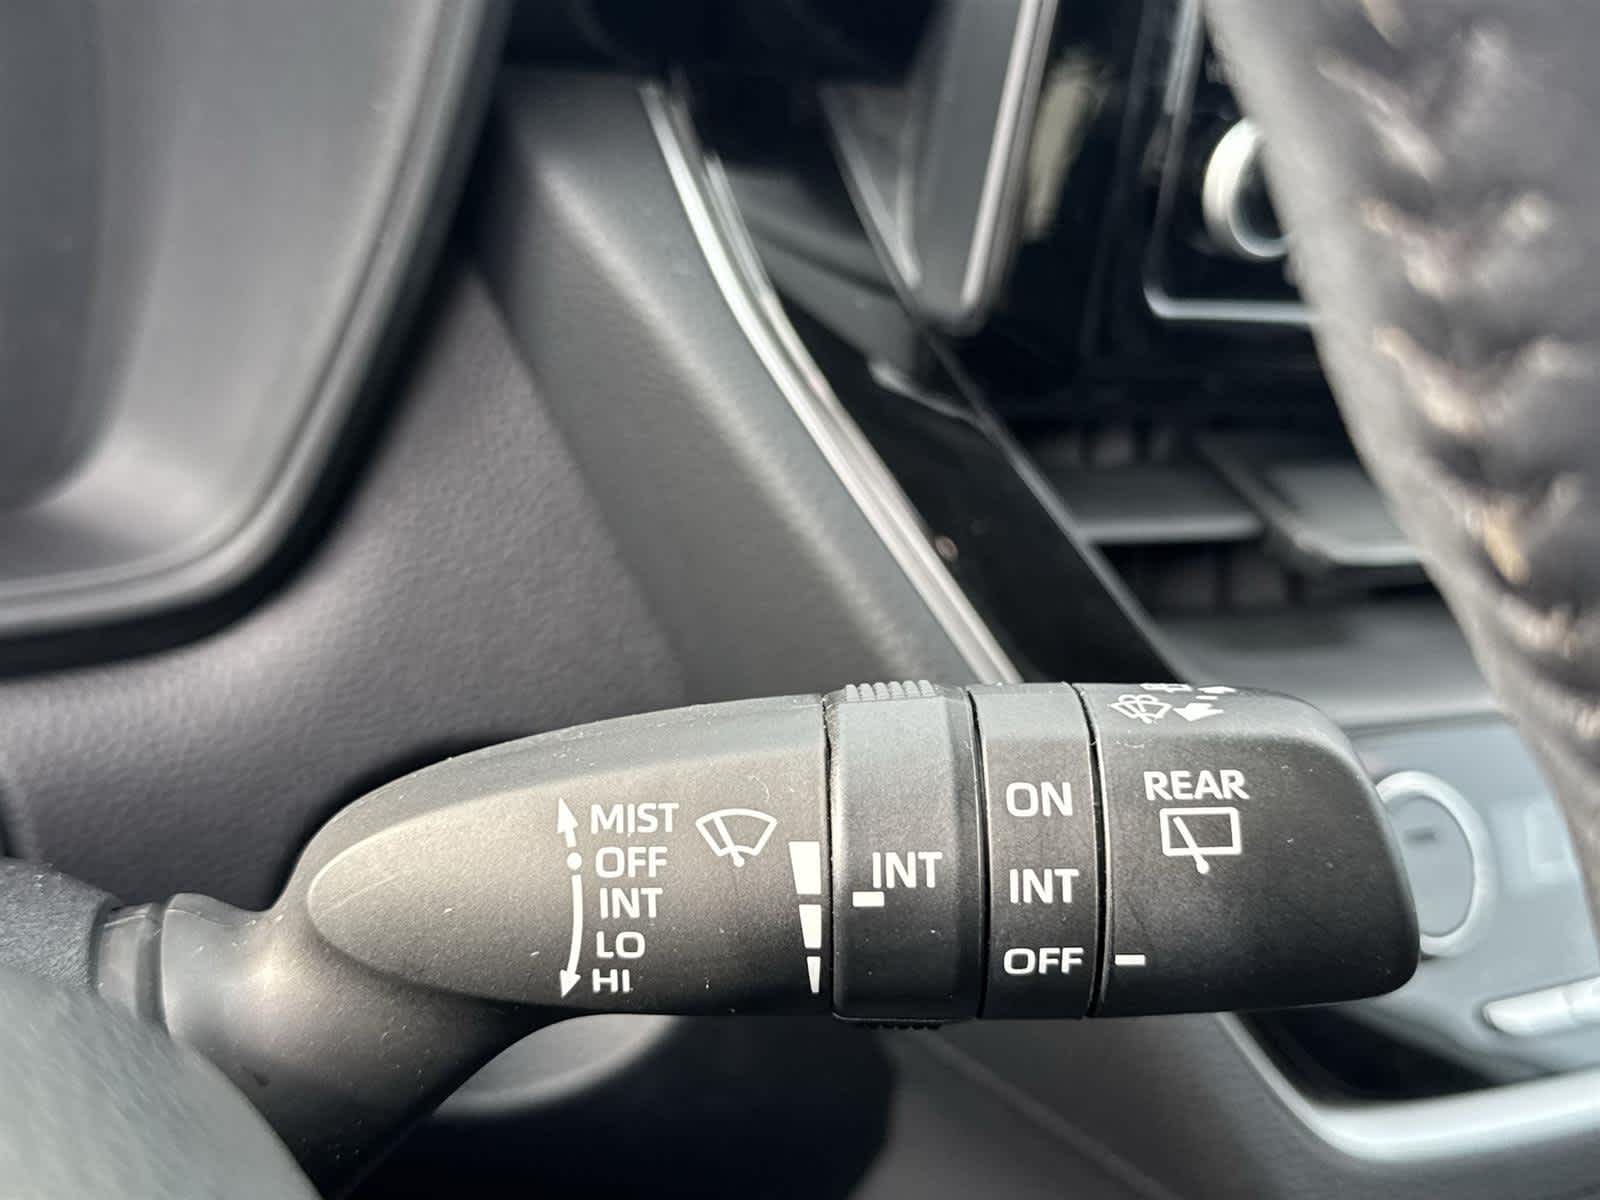 MIST
OFF
INT
LO
HI
INT
ON
INT
OFF
REAR